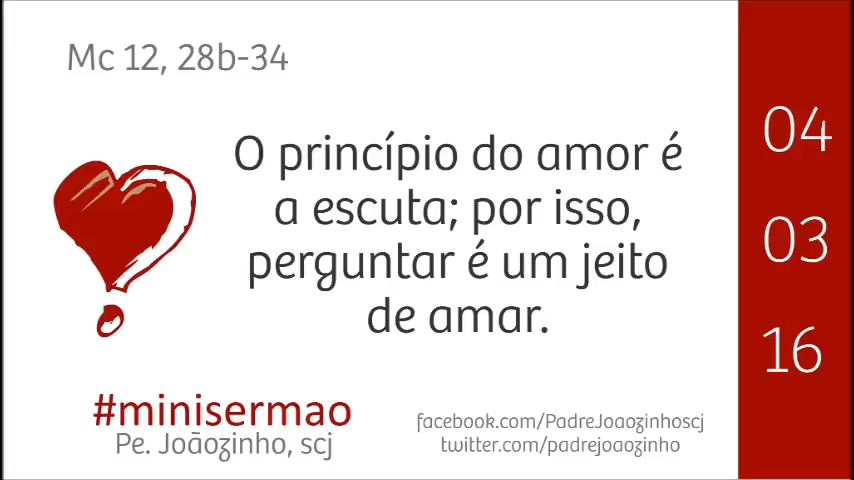 Mc 12, 28b-34
O princípio do amor é
a escuta; por isso,
perguntar é um jeito
de amar.
#minisermao
Pe. Joãozinho, scj
facebook.com/PadreJoaozinhoscj
twitter.com/padrejoaozinho
04
03
16